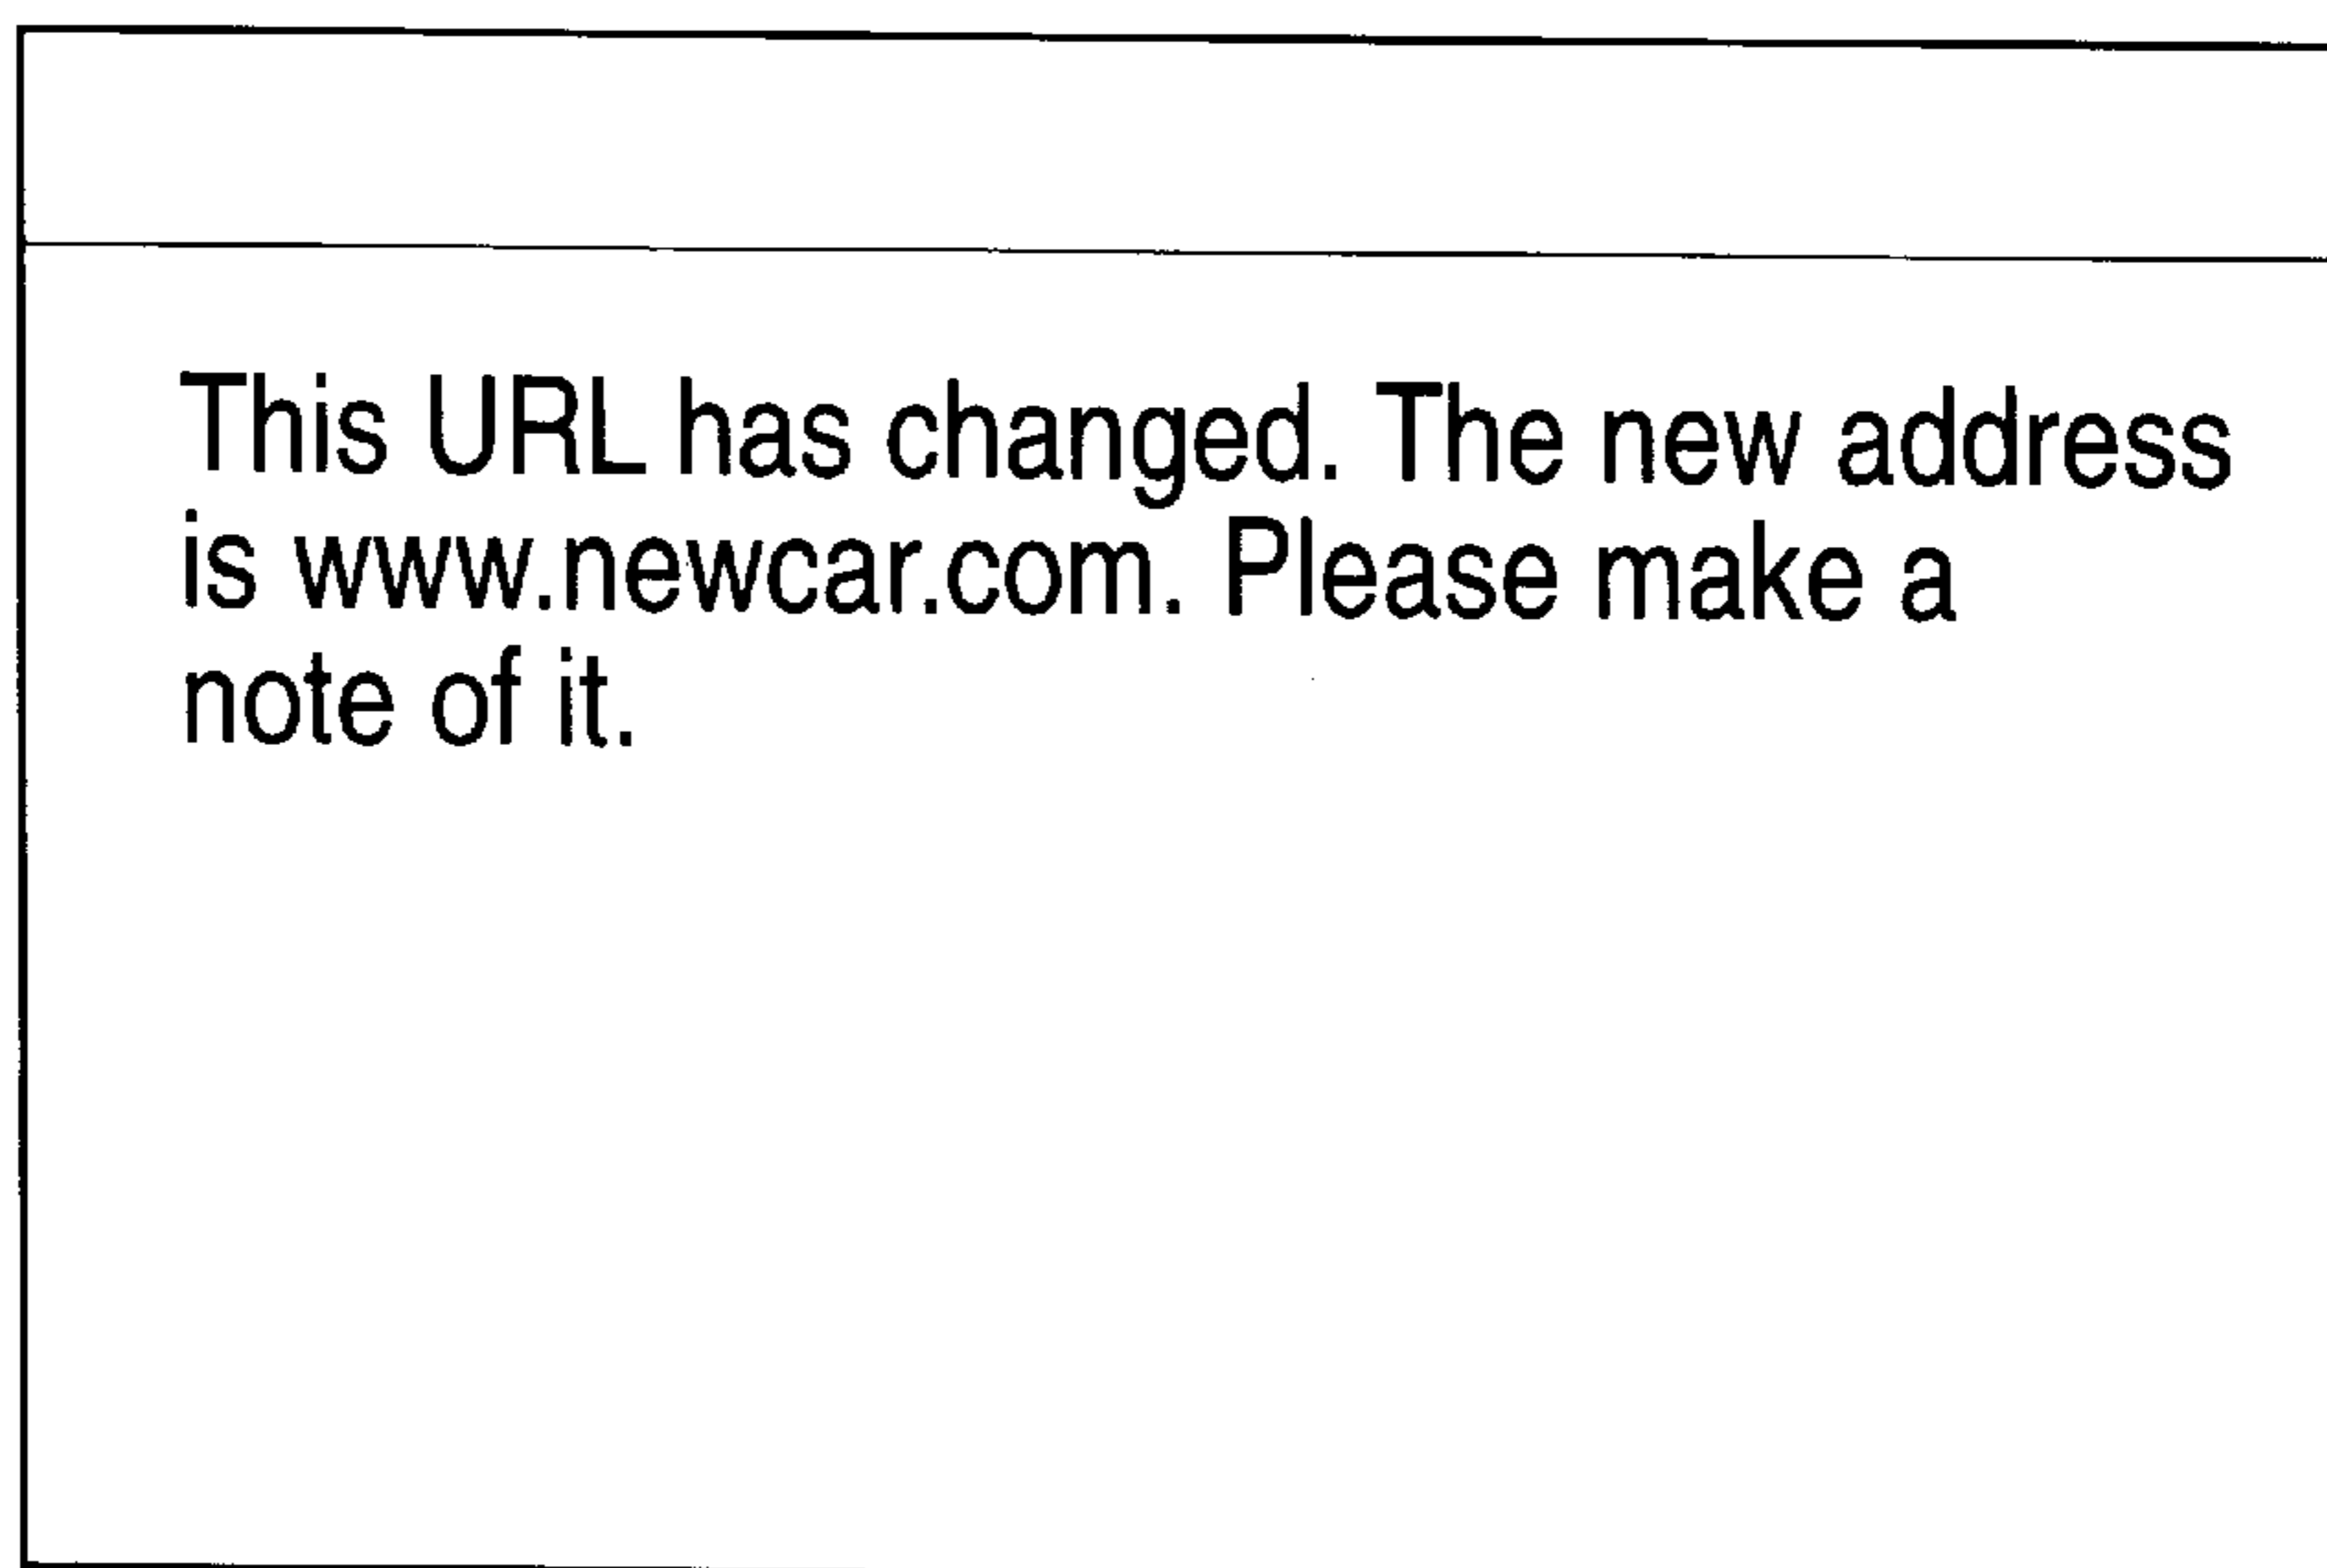 This URL has changed. The new address
is www.newcar.com. Please make a
note of it.